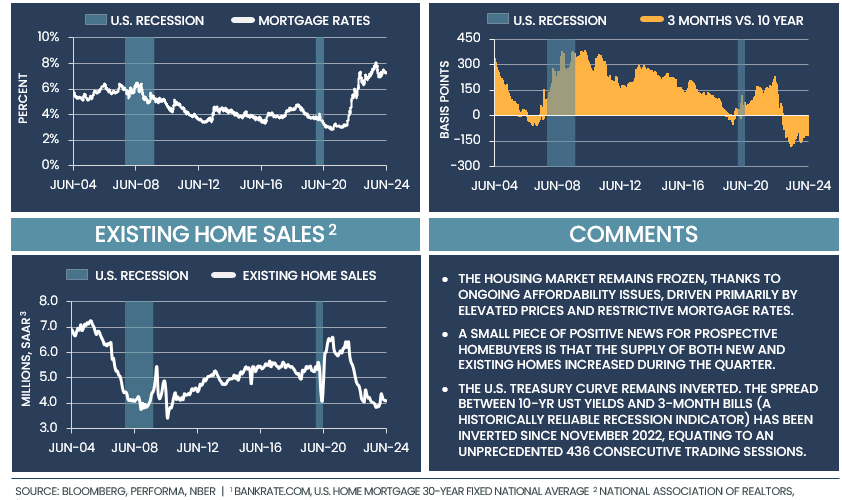 U.S. RECESSION MORTGAGE RATES
10%
8%
6%
4%
2%
0%
PERCENT
JUN-04 JUN-08 JUN-12 JUN-16 JUN-20 JUN-24
U.S. RECESSION 3 MONTHS VS. 10 YEAR
450
300
150
0
-150
-300
BASIS POINTS
JUN-04 JUN-08 JUN-12 JUN-16 JUN-20 JUN-24
EXISTING HOME SALES ²
U.S. RECESSION EXISTING HOME SALES
8.0
7.0
6.0
5.0
4.0
3.0
MILLIONS, SAAR ³
JUN-04 JUN-08 JUN-12 JUN-16 JUN-20 JUN-24
COMMENTS
• THE HOUSING MARKET REMAINS FROZEN, THANKS TO
ONGOING AFFORDABILITY ISSUES, DRIVEN PRIMARILY BY
ELEVATED PRICES AND RESTRICTIVE MORTGAGE RATES.
• A SMALL PIECE OF POSITIVE NEWS FOR PROSPECTIVE
HOMEBUYERS IS THAT THE SUPPLY OF BOTH NEW AND
EXISTING HOMES INCREASED DURING THE QUARTER.
• THE U.S. TREASURY CURVE REMAINS INVERTED. THE SPREAD
BETWEEN 10-YR UST YIELDS AND 3-MONTH BILLS (A
HISTORICALLY RELIABLE RECESSION INDICATOR) HAS BEEN
INVERTED SINCE NOVEMBER 2022, EQUATING TO AN
UNPRECEDENTED 436 CONSECUTIVE TRADING SESSIONS.
SOURCE: BLOOMBERG, PERFORMA, NBER | ¹ BANKRATE.COM, U.S. HOME MORTGAGE 30-YEAR FIXED NATIONAL AVERAGE ² NATIONAL ASSOCIATION OF REALTORS,